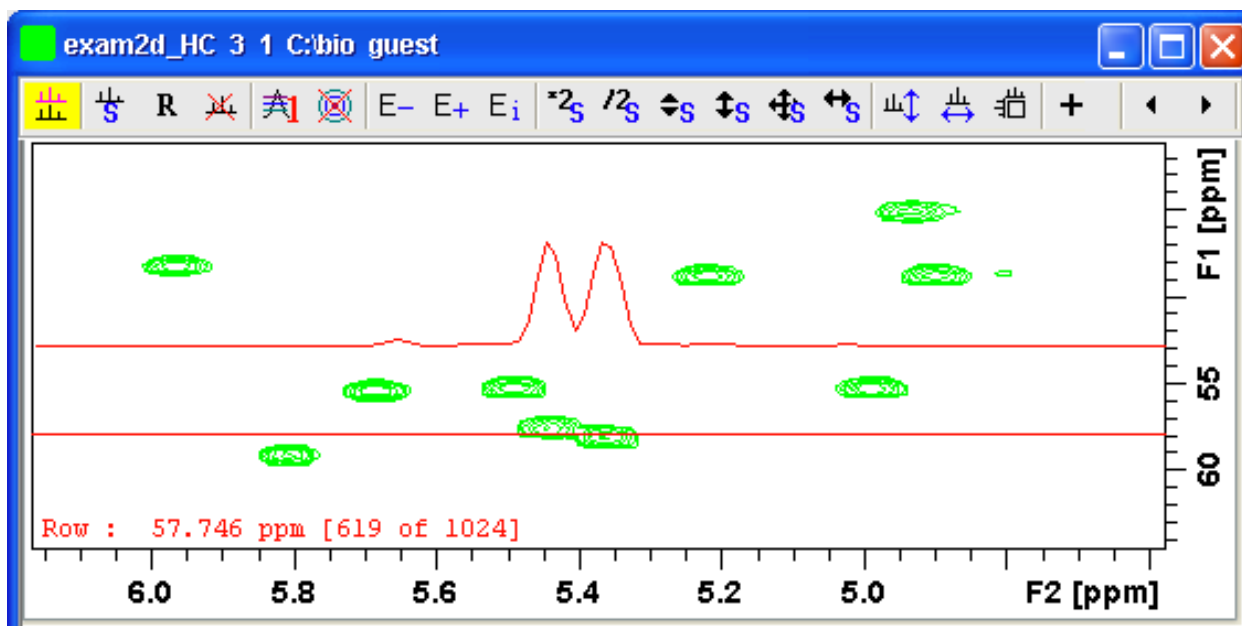 exam2d_HC 3 1 C:\bio guest
S R 1 E- E+ Ei *2S /2S S S S S +
F1 [ppm]
55
60
Row : 57.746 ppm [619 of 1024]
6.0 5.8 5.6 5.4 5.2 5.0 F2 [ppm]